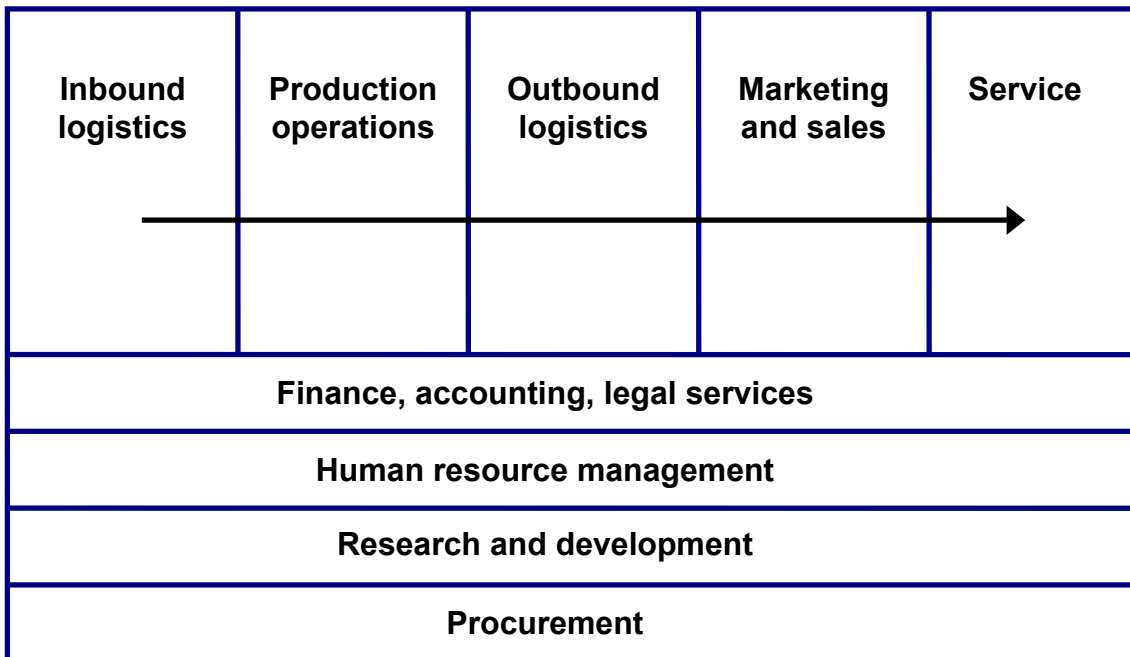 Inbound
logistics
Production
operations
Outbound
logistics
Marketing
and sales
Service
Finance, accounting, legal services
Human resource management
Research and development
Procurement